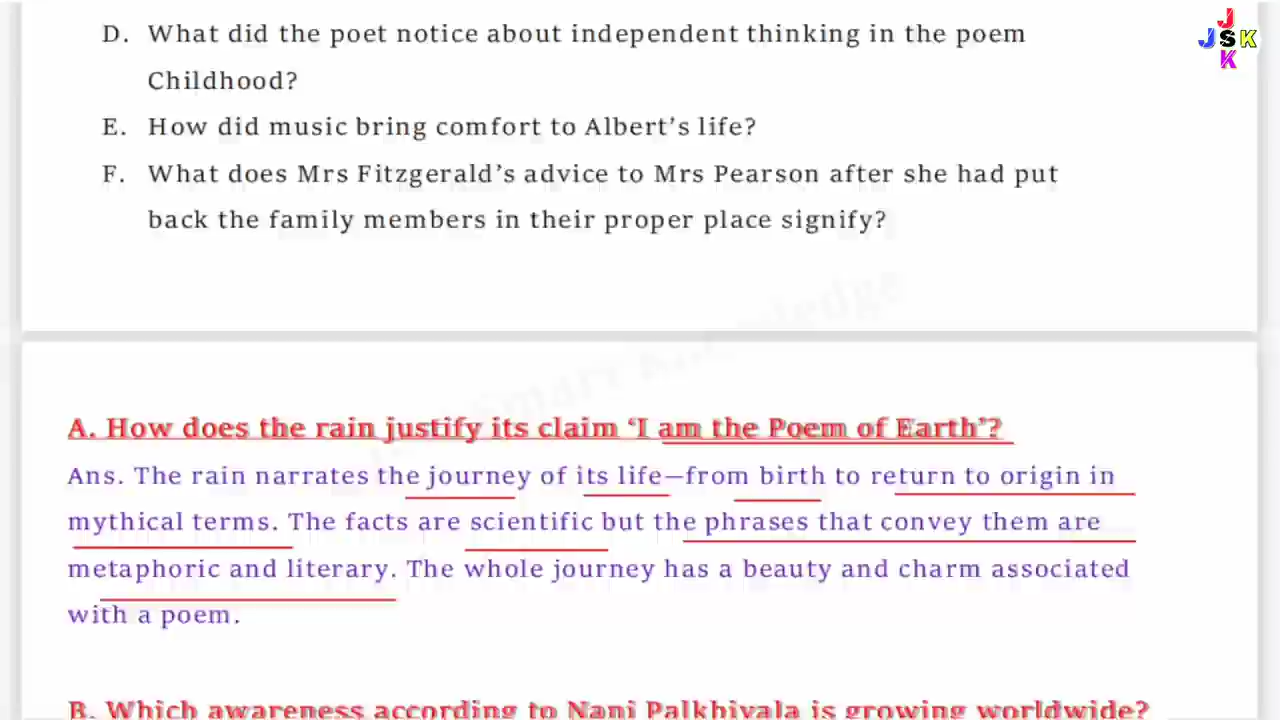 D. What did the poet notice about independent thinking in the poem
Childhood?
E. How did music bring comfort to Albert's life?
F. What does Mrs Fitzgerald's advice to Mrs Pearson after she had put
back the family members in their proper place signify?
A. How does the rain justify its claim ‘I am the Poem of Earth’?
Ans. The rain narrates the journey of its life—from birth to return to origin in
mythical terms. The facts are scientific but the phrases that convey them are
metaphoric and literary. The whole journey has a beauty and charm associated
with a poem.
B. Which awareness according to Nani Palkhivala is growing worldwide?
J
JSK
K